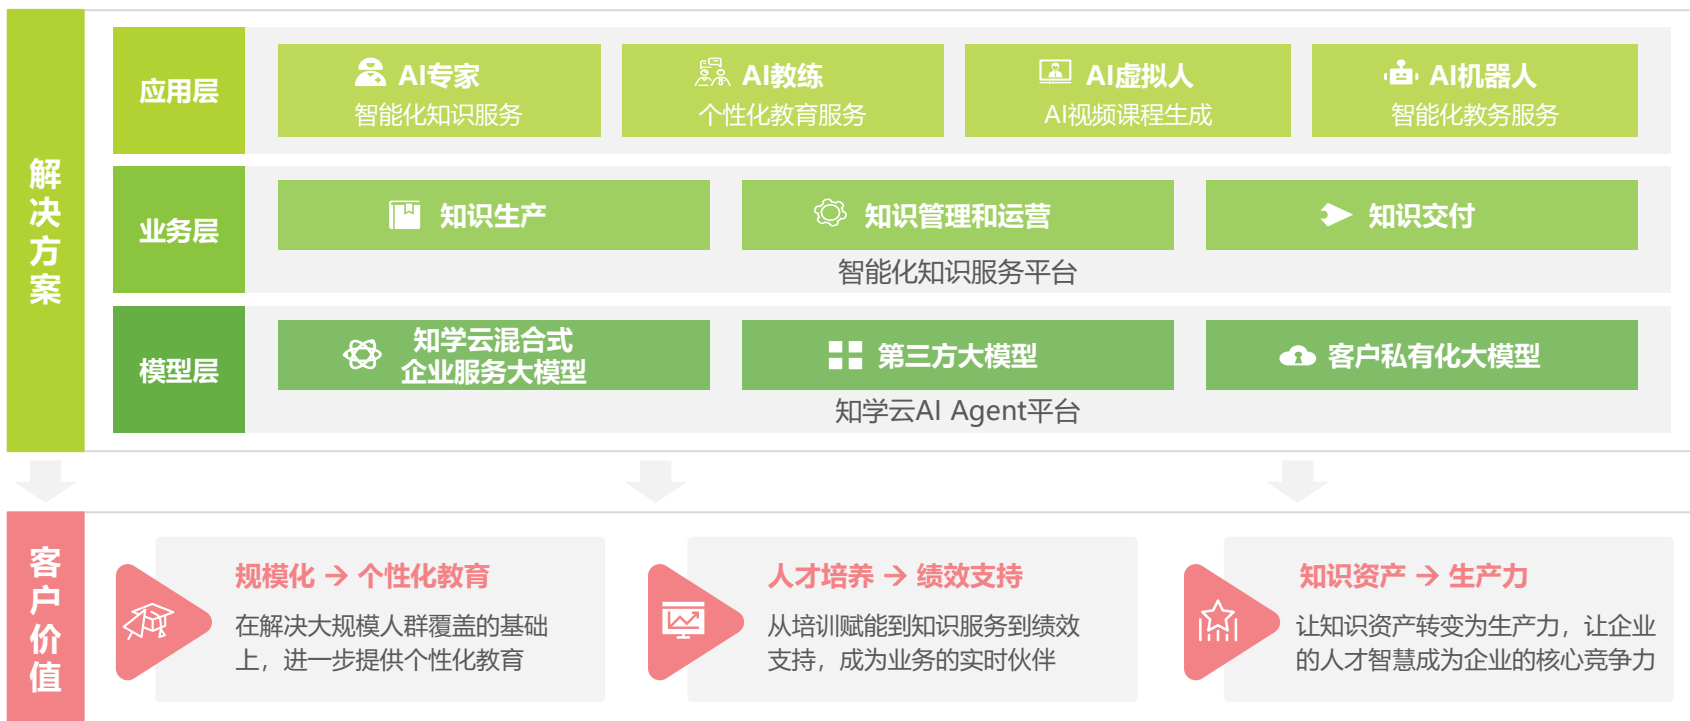 解决方案
应用层
AI专家
智能化知识服务
AI教练
个性化教育服务
AI虚拟人
AI视频课程生成
AI机器人
智能化教务服务
业务层
知识生产
知识管理和运营
知识交付
智能化知识服务平台
模型层
知学云混合式
企业服务大模型
第三方大模型
客户私有化大模型
知学云AI Agent平台
客户价值
规模化 → 个性化教育
在解决大规模人群覆盖的基础
上，进一步提供个性化教育
人才培养 → 绩效支持
从培训赋能到知识服务到绩效
支持，成为业务的实时伙伴
知识资产 → 生产力
让知识资产转变为生产力，让企业
的人才智慧成为企业的核心竞争力